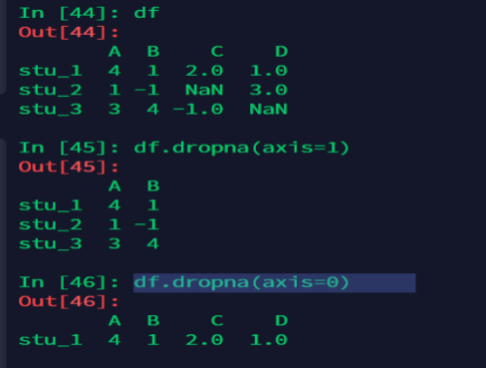 In [44]: df
Out[44]:
       A  B    C    D
stu_1  4  1  2.0  1.0
stu_2  1 -1  NaN  3.0
stu_3  3  4 -1.0  NaN
In [45]: df.dropna(axis=1)
Out[45]:
       A  B
stu_1  4  1
stu_2  1 -1
stu_3  3  4
In [46]: df.dropna(axis=0)
Out[46]:
       A  B    C    D
stu_1  4  1  2.0  1.0